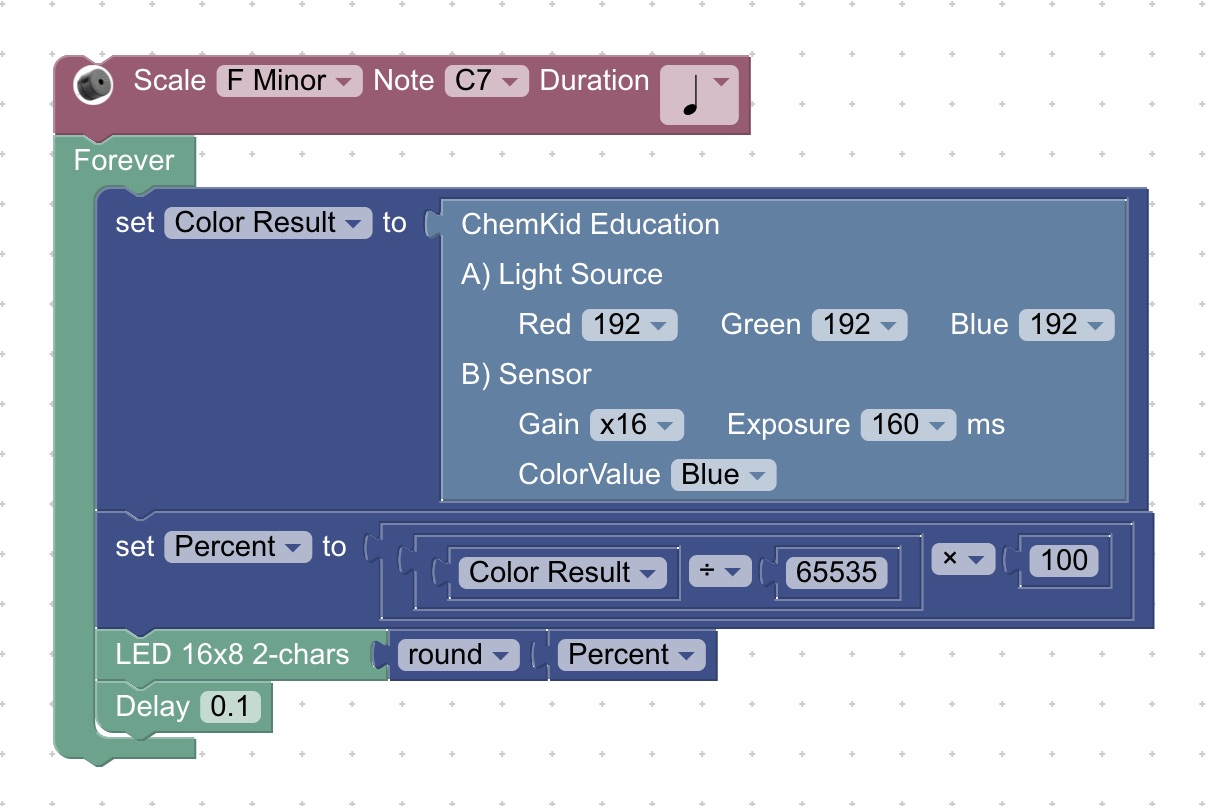 Scale F Minor Note C7 Duration
Forever
set Color Result to
ChemKid Education
A) Light Source
Red 192 Green 192 Blue 192
B) Sensor
Gain x16 Exposure 160 ms
ColorValue Blue
set Percent to Color Result ÷ 65535 × 100
LED 16x8 2-chars round Percent
Delay 0.1